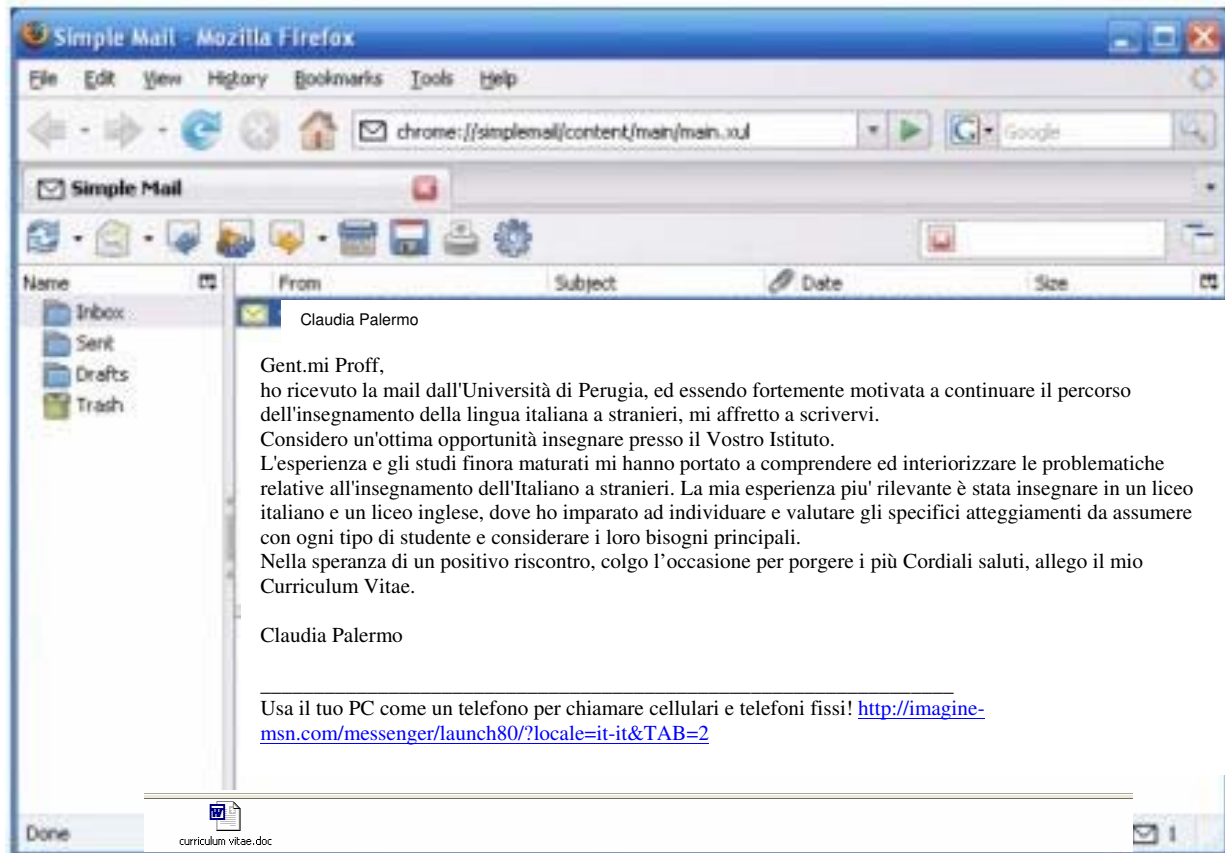 Simple Mail - Mozilla Firefox
File Edit View History Bookmarks Tools Help
chrome://simplemail/content/main/main.xul
Google
Simple Mail
Name From Subject Date Size
Inbox
Sent
Drafts
Trash
Claudia Palermo
Gent.mi Proff,
ho ricevuto la mail dall'Università di Perugia, ed essendo fortemente motivata a continuare il percorso
dell'insegnamento della lingua italiana a stranieri, mi affretto a scrivervi.
Considero un'ottima opportunità insegnare presso il Vostro Istituto.
L'esperienza e gli studi finora maturati mi hanno portato a comprendere ed interiorizzare le problematiche
relative all'insegnamento dell'Italiano a stranieri. La mia esperienza piu' rilevante è stata insegnare in un liceo
italiano e un liceo inglese, dove ho imparato ad individuare e valutare gli specifici atteggiamenti da assumere
con ogni tipo di studente e considerare i loro bisogni principali.
Nella speranza di un positivo riscontro, colgo l’occasione per porgere i più Cordiali saluti, allego il mio
Curriculum Vitae.
Claudia Palermo
Usa il tuo PC come un telefono per chiamare cellulari e telefoni fissi! http://imagine-
msn.com/messenger/launch80/?locale=it-it&TAB=2
curriculum vitae.doc
Done
1